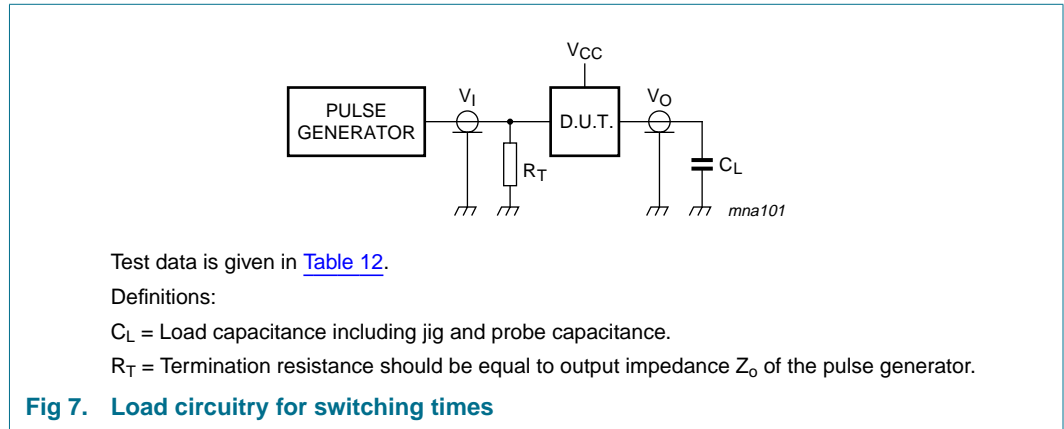 VCC
PULSE
GENERATOR
VI
D.U.T.
VO
RT
CL
mna101
Test data is given in Table 12.
Definitions:
CL = Load capacitance including jig and probe capacitance.
RT = Termination resistance should be equal to output impedance Zo of the pulse generator.
Fig 7. Load circuitry for switching times